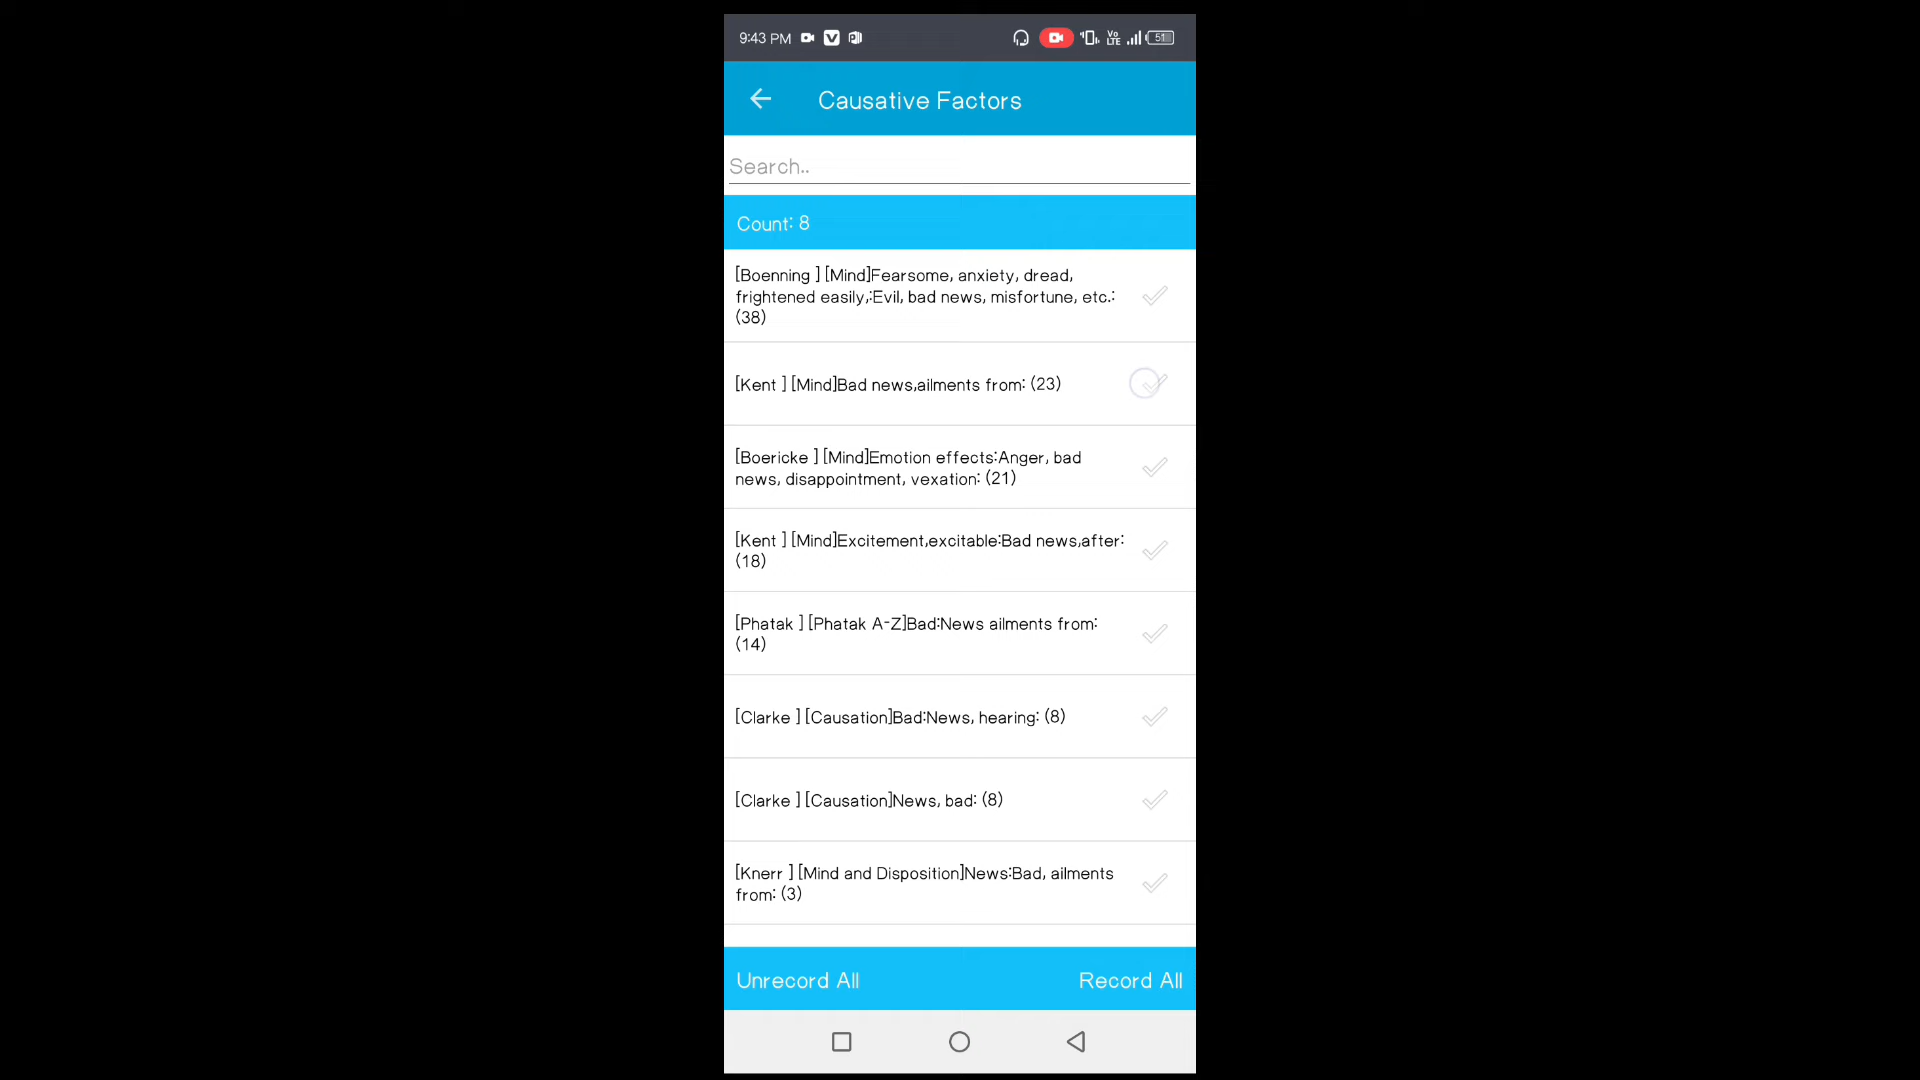 9:43 PM
Vo
LTE
51
Causative Factors
Search..
Count: 8
[Boenning ] [Mind]Fearsome, anxiety, dread,
frightened easily,:Evil, bad news, misfortune, etc.:
(38)
[Kent ] [Mind]Bad news,ailments from: (23)
[Boericke ] [Mind]Emotion effects:Anger, bad
news, disappointment, vexation: (21)
[Kent ] [Mind]Excitement,excitable:Bad news,after:
(18)
[Phatak ] [Phatak A-Z]Bad:News ailments from:
(14)
[Clarke ] [Causation]Bad:News, hearing: (8)
[Clarke ] [Causation]News, bad: (8)
[Knerr ] [Mind and Disposition]News:Bad, ailments
from: (3)
Unrecord All
Record All